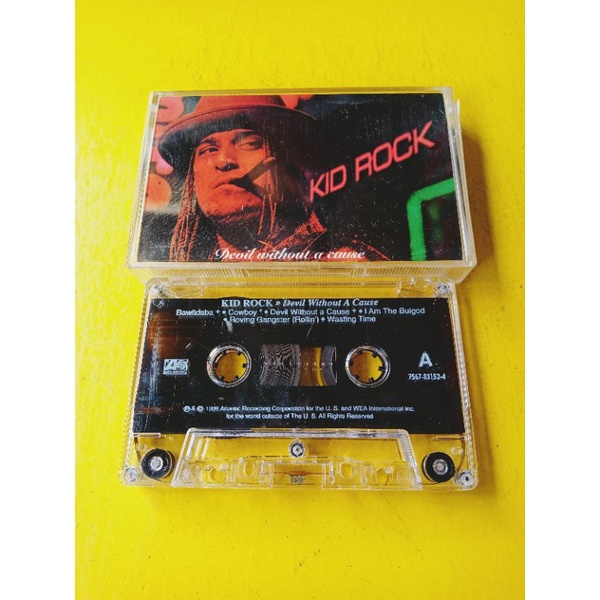 KID ROCK
Devil without a cause
KID ROCK • Devil Without A Cause
Bawitdaba * • Cowboy * • Devil Without a Cause * • I Am The Bullgod
• Roving Gangster (Rollin') • Wasting Time
A
7567-83152-4
℗ & © 1998 Atlantic Recording Corporation for the U. S. and WEA International Inc.
for the world outside of The U. S. All Rights Reserved